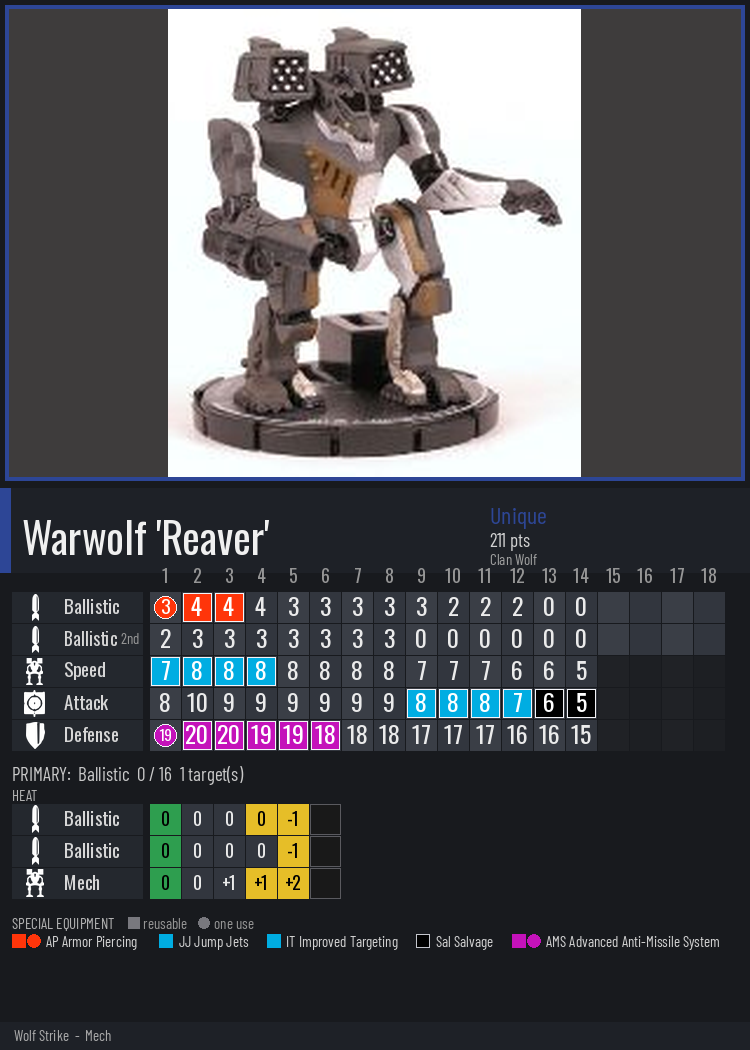 Warwolf 'Reaver'
Unique
211 pts
Clan Wolf
1 2 3 4 5 6 7 8 9 10 11 12 13 14 15 16 17 18
Ballistic 3 4 4 4 3 3 3 3 3 2 2 2 0 0
Ballistic 2nd 2 3 3 3 3 3 3 3 0 0 0 0 0 0
Speed 7 8 8 8 8 8 8 8 7 7 7 6 6 5
Attack 8 10 9 9 9 9 9 9 8 8 8 7 6 5
Defense 19 20 20 19 19 18 18 18 17 17 17 16 16 15
PRIMARY: Ballistic 0 / 16 1 target(s)
HEAT
Ballistic 0 0 0 0 -1
Ballistic 0 0 0 0 -1
Mech 0 0 +1 +1 +2
SPECIAL EQUIPMENT reusable one use
AP Armor Piercing JJ Jump Jets IT Improved Targeting Sal Salvage AMS Advanced Anti-Missile System
Wolf Strike - Mech